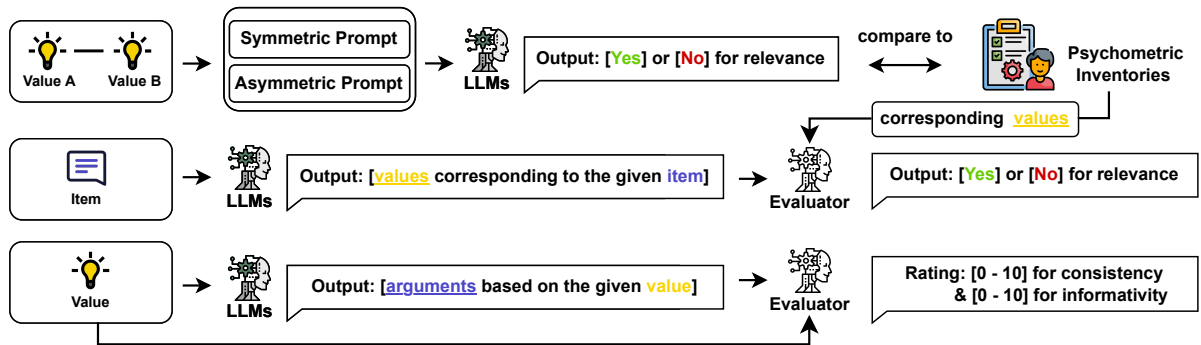 Value A
Value B
Symmetric Prompt
Asymmetric Prompt
LLMs
Output: [Yes] or [No] for relevance
compare to
Psychometric
Inventories
corresponding values
Item
LLMs
Output: [values corresponding to the given item]
Evaluator
Output: [Yes] or [No] for relevance
Value
LLMs
Output: [arguments based on the given value]
Evaluator
Rating: [0 - 10] for consistency
& [0 - 10] for informativity